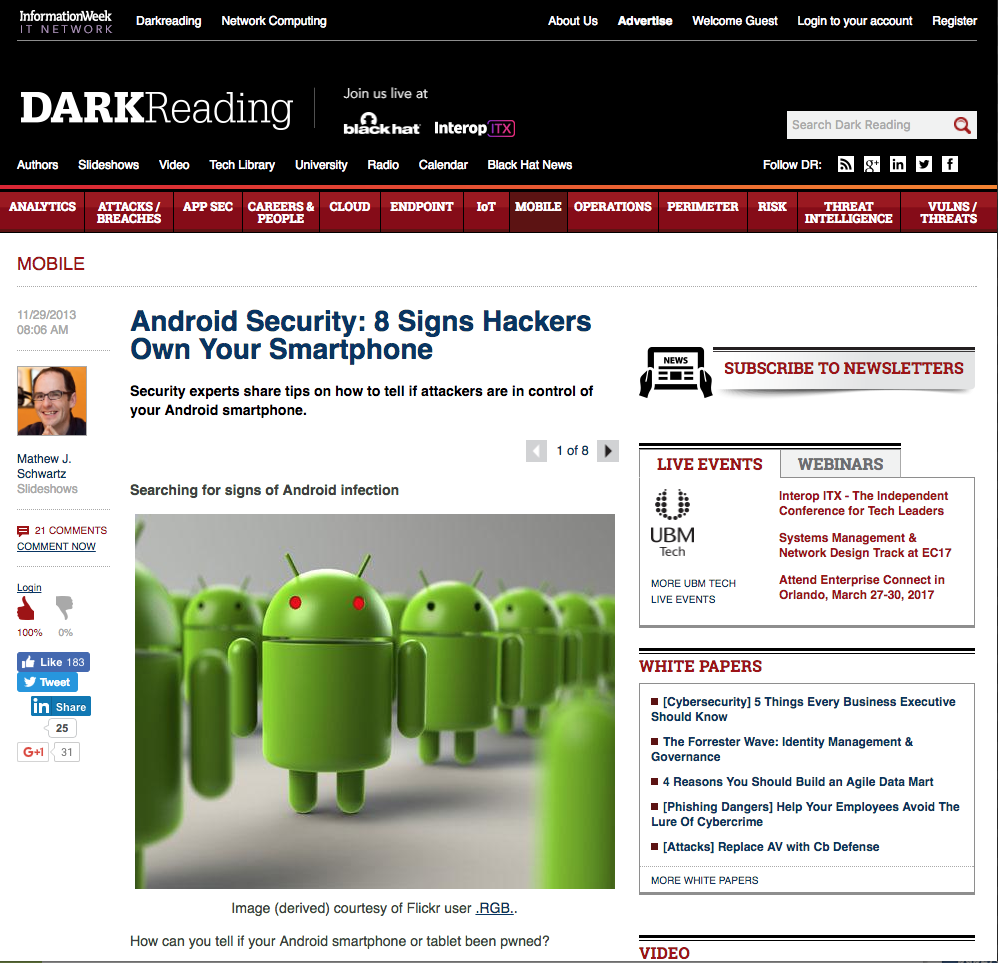 InformationWeek
IT NETWORK
Darkreading
Network Computing
About Us
Advertise
Welcome Guest
Login to your account
Register
DARKReading
Join us live at
black hat
Interop ITX
Search Dark Reading
Authors
Slideshows
Video
Tech Library
University
Radio
Calendar
Black Hat News
Follow DR:
ANALYTICS
ATTACKS /
BREACHES
APP SEC
CAREERS &
PEOPLE
CLOUD
ENDPOINT
IoT
MOBILE
OPERATIONS
PERIMETER
RISK
THREAT
INTELLIGENCE
VULNS /
THREATS
MOBILE
11/29/2013
08:06 AM
Mathew J.
Schwartz
Slideshows
21 COMMENTS
COMMENT NOW
Login
100%
0%
Like 183
Tweet
in Share
25
G+1
31
Android Security: 8 Signs Hackers
Own Your Smartphone
Security experts share tips on how to tell if attackers are in control of
your Android smartphone.
1 of 8
Searching for signs of Android infection
Image (derived) courtesy of Flickr user .RGB..
How can you tell if your Android smartphone or tablet been pwned?
NEWS
SUBSCRIBE TO NEWSLETTERS
LIVE EVENTS
WEBINARS
UBM
Tech
MORE UBM TECH
LIVE EVENTS
Interop ITX - The Independent
Conference for Tech Leaders
Systems Management &
Network Design Track at EC17
Attend Enterprise Connect in
Orlando, March 27-30, 2017
WHITE PAPERS
[Cybersecurity] 5 Things Every Business Executive
Should Know
The Forrester Wave: Identity Management &
Governance
4 Reasons You Should Build an Agile Data Mart
[Phishing Dangers] Help Your Employees Avoid The
Lure Of Cybercrime
[Attacks] Replace AV with Cb Defense
MORE WHITE PAPERS
VIDEO